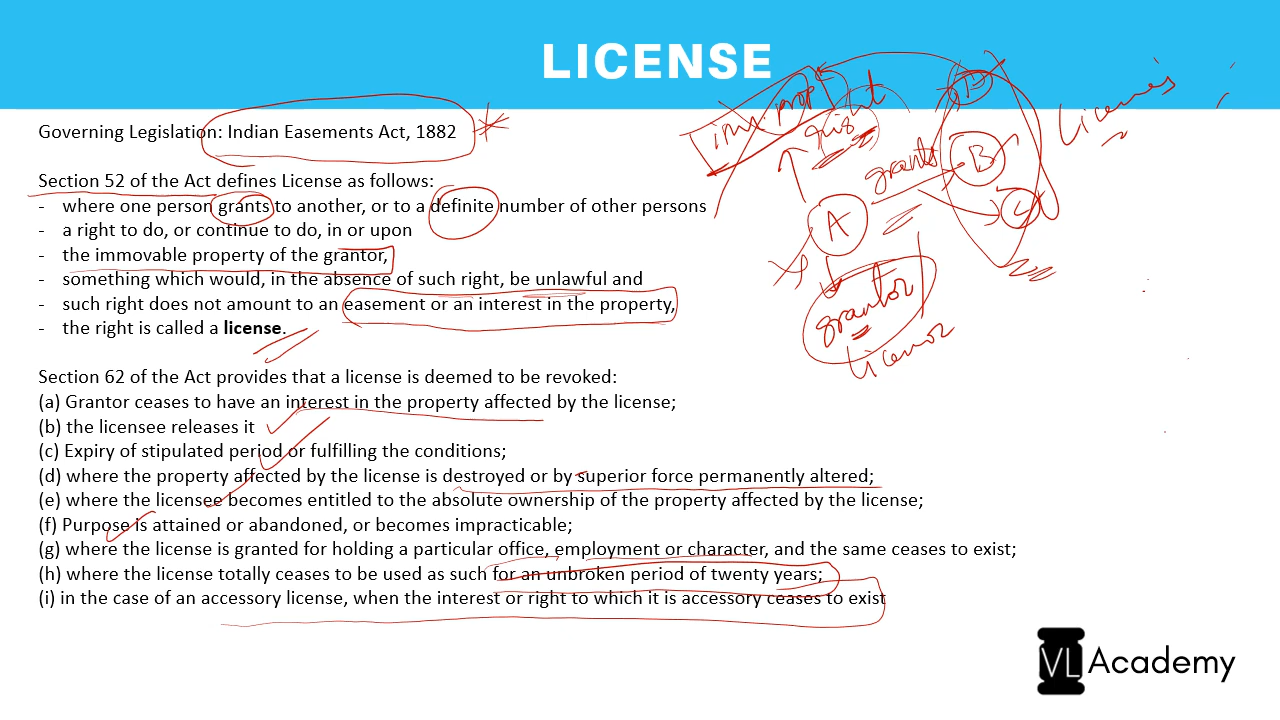 LICENSE
Governing Legislation: Indian Easements Act, 1882
Section 52 of the Act defines License as follows:
- where one person grants to another, or to a definite number of other persons
- a right to do, or continue to do, in or upon
- the immovable property of the grantor,
- something which would, in the absence of such right, be unlawful and
- such right does not amount to an easement or an interest in the property,
- the right is called a license.
Section 62 of the Act provides that a license is deemed to be revoked:
(a) Grantor ceases to have an interest in the property affected by the license;
(b) the licensee releases it
(c) Expiry of stipulated period or fulfilling the conditions;
(d) where the property affected by the license is destroyed or by superior force permanently altered;
(e) where the licensee becomes entitled to the absolute ownership of the property affected by the license;
(f) Purpose is attained or abandoned, or becomes impracticable;
(g) where the license is granted for holding a particular office, employment or character, and the same ceases to exist;
(h) where the license totally ceases to be used as such for an unbroken period of twenty years;
(i) in the case of an accessory license, when the interest or right to which it is accessory ceases to exist
prop
right
grants
A
B
C
grantor
licensor
VL Academy